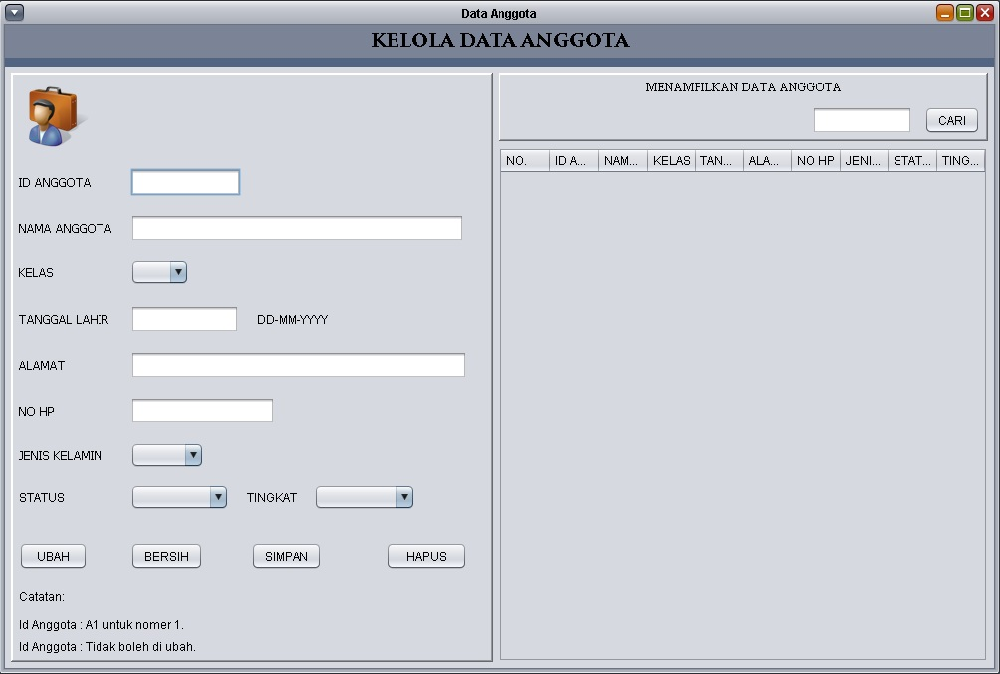 Data Anggota
KELOLA DATA ANGGOTA
ID ANGGOTA
NAMA ANGGOTA
KELAS
TANGGAL LAHIR DD-MM-YYYY
ALAMAT
NO HP
JENIS KELAMIN
STATUS TINGKAT
UBAH BERSIH SIMPAN HAPUS
Catatan:
Id Anggota : A1 untuk nomer 1.
Id Anggota : Tidak boleh di ubah.
MENAMPILKAN DATA ANGGOTA
CARI
NO. ID A... NAM... KELAS TAN... ALA... NO HP JENI... STAT... TING...